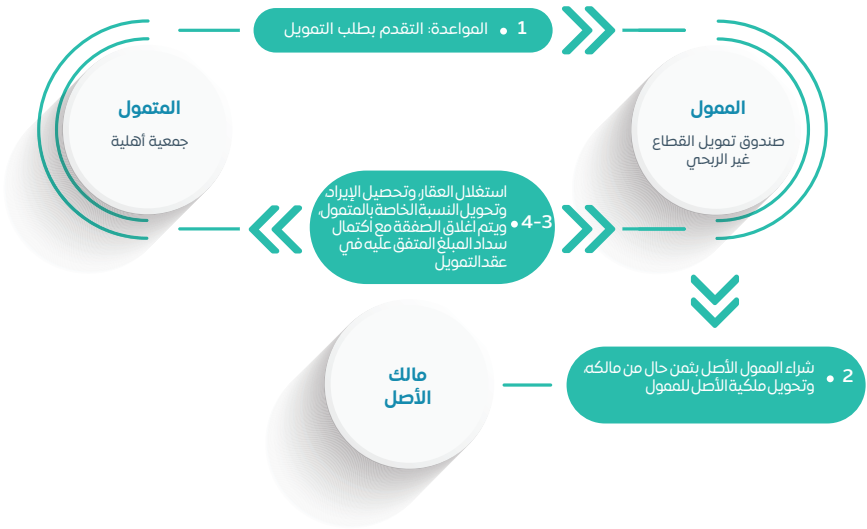 1 • المواعدة: التقدم بطلب التمويل
الممول
صندوق تمويل القطاع
غير الربحي
المتمول
جمعية أهلية
استغلال العقار، وتحصيل الإيراد،
وتحويل النسبة الخاصة بالمتمول،
4-3 • ويتم اغلاق الصفقة مع اكتمال
سداد المبلغ المتفق عليه في
عقد التمويل
2 • شراء الممول الأصل بثمن حال من مالكه،
وتحويل ملكية الأصل للممول
مالك
الأصل